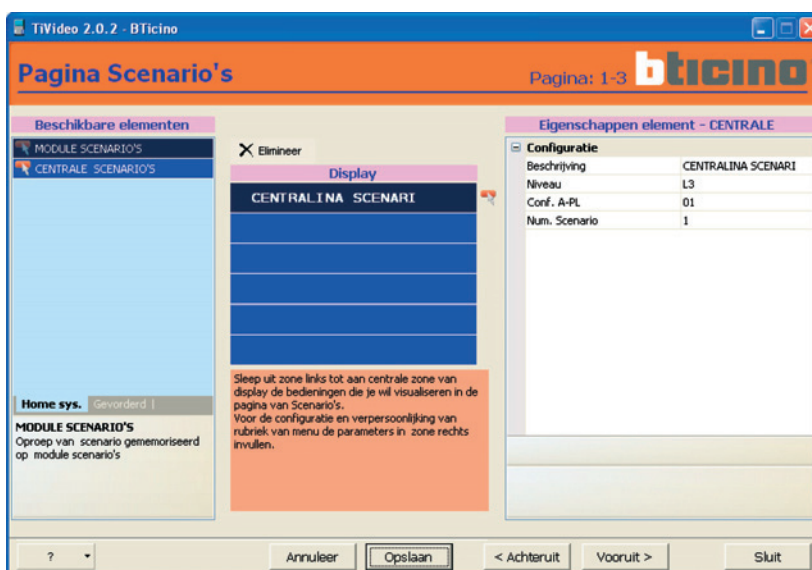 TiVideo 2.0.2 - BTicino
Pagina Scenario's
Pagina: 1-3
bticino
Beschikbare elementen
MODULE SCENARIO'S
CENTRALE SCENARIO'S
Home sys.
Gevorderd
MODULE SCENARIO'S
Oproep van scenario gememoriseerd
op module scenario's
Elimineer
Display
CENTRALINA SCENARI
Sleep uit zone links tot aan centrale zone van
display de bedieningen die je wil visualiseren in de
pagina van Scenario's.
Voor de configuratie en verpersoonlijking van
rubriek van menu de parameters in zone rechts
invullen.
Eigenschappen element - CENTRALE
Configuratie
Beschrijving CENTRALINA SCENARI
Niveau L3
Conf. A-PL 01
Num. Scenario 1
?
Annuleer
Opslaan
< Achteruit
Vooruit >
Sluit